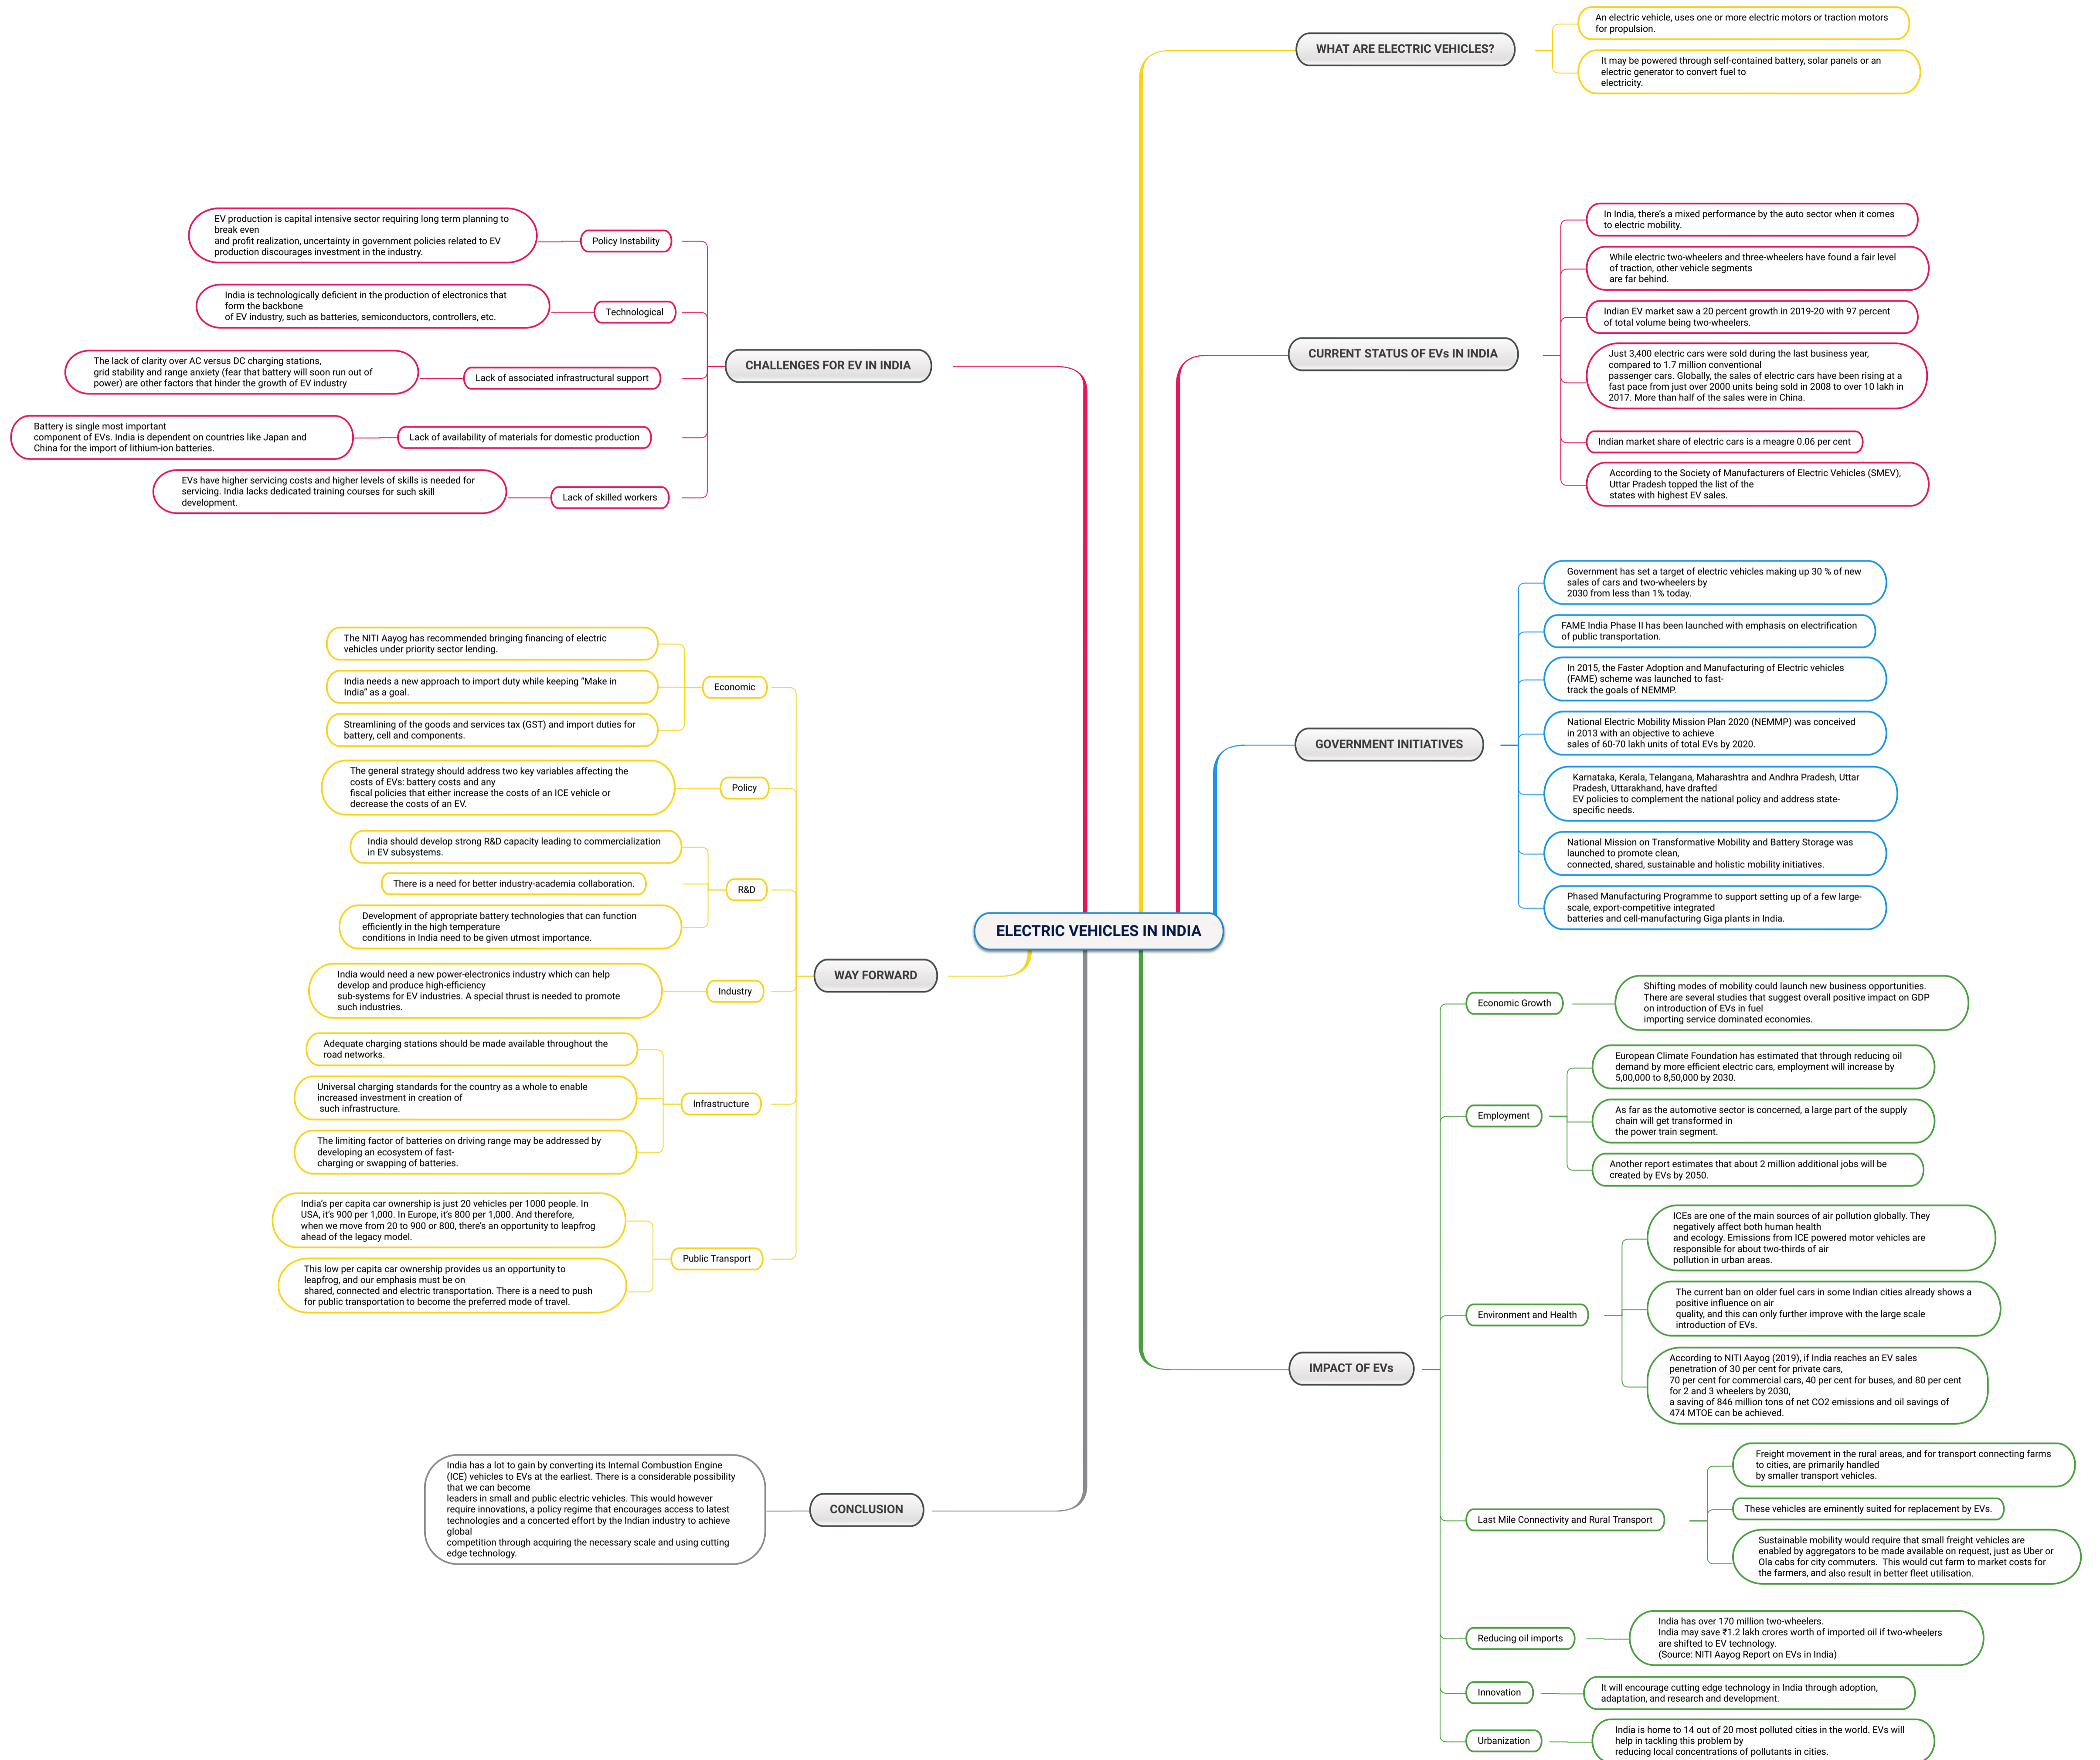 ELECTRIC VEHICLES IN INDIA
WHAT ARE ELECTRIC VEHICLES?
An electric vehicle, uses one or more electric motors or traction motors
for propulsion.
It may be powered through self-contained battery, solar panels or an
electric generator to convert fuel to
electricity.
CURRENT STATUS OF EVs IN INDIA
In India, there's a mixed performance by the auto sector when it comes
to electric mobility.
While electric two-wheelers and three-wheelers have found a fair level
of traction, other vehicle segments
are far behind.
Indian EV market saw a 20 percent growth in 2019-20 with 97 percent
of total volume being two-wheelers.
Just 3,400 electric cars were sold during the last business year,
compared to 1.7 million conventional
passenger cars. Globally, the sales of electric cars have been rising at a
fast pace from just over 2000 units being sold in 2008 to over 10 lakh in
2017. More than half of the sales were in China.
Indian market share of electric cars is a meagre 0.06 per cent
According to the Society of Manufacturers of Electric Vehicles (SMEV),
Uttar Pradesh topped the list of the
states with highest EV sales.
GOVERNMENT INITIATIVES
Government has set a target of electric vehicles making up 30 % of new
sales of cars and two-wheelers by
2030 from less than 1% today.
FAME India Phase II has been launched with emphasis on electrification
of public transportation.
In 2015, the Faster Adoption and Manufacturing of Electric vehicles
(FAME) scheme was launched to fast-
track the goals of NEMMP.
National Electric Mobility Mission Plan 2020 (NEMMP) was conceived
in 2013 with an objective to achieve
sales of 60-70 lakh units of total EVs by 2020.
Karnataka, Kerala, Telangana, Maharashtra and Andhra Pradesh, Uttar
Pradesh, Uttarakhand, have drafted
EV policies to complement the national policy and address state-
specific needs.
National Mission on Transformative Mobility and Battery Storage was
launched to promote clean,
connected, shared, sustainable and holistic mobility initiatives.
Phased Manufacturing Programme to support setting up of a few large-
scale, export-competitive integrated
batteries and cell-manufacturing Giga plants in India.
IMPACT OF EVs
Economic Growth
Shifting modes of mobility could launch new business opportunities.
There are several studies that suggest overall positive impact on GDP
on introduction of EVs in fuel
importing service dominated economies.
Employment
European Climate Foundation has estimated that through reducing oil
demand by more efficient electric cars, employment will increase by
5,00,000 to 8,50,000 by 2030.
As far as the automotive sector is concerned, a large part of the supply
chain will get transformed in
the power train segment.
Another report estimates that about 2 million additional jobs will be
created by EVs by 2050.
Environment and Health
ICEs are one of the main sources of air pollution globally. They
negatively affect both human health
and ecology. Emissions from ICE powered motor vehicles are
responsible for about two-thirds of air
pollution in urban areas.
The current ban on older fuel cars in some Indian cities already shows a
positive influence on air
quality, and this can only further improve with the large scale
introduction of EVs.
According to NITI Aayog (2019), if India reaches an EV sales
penetration of 30 per cent for private cars,
70 per cent for commercial cars, 40 per cent for buses, and 80 per cent
for 2 and 3 wheelers by 2030,
a saving of 846 million tons of net CO2 emissions and oil savings of
474 MTOE can be achieved.
Last Mile Connectivity and Rural Transport
Freight movement in the rural areas, and for transport connecting farms
to cities, are primarily handled
by smaller transport vehicles.
These vehicles are eminently suited for replacement by EVs.
Sustainable mobility would require that small freight vehicles are
enabled by aggregators to be made available on request, just as Uber or
Ola cabs for city commuters. This would cut farm to market costs for
the farmers, and also result in better fleet utilisation.
Reducing oil imports
India has over 170 million two-wheelers.
India may save ₹1.2 lakh crores worth of imported oil if two-wheelers
are shifted to EV technology.
(Source: NITI Aayog Report on EVs in India)
Innovation
It will encourage cutting edge technology in India through adoption,
adaptation, and research and development.
Urbanization
India is home to 14 out of 20 most polluted cities in the world. EVs will
help in tackling this problem by
reducing local concentrations of pollutants in cities.
CHALLENGES FOR EV IN INDIA
Policy Instability
EV production is capital intensive sector requiring long term planning to
break even
and profit realization, uncertainty in government policies related to EV
production discourages investment in the industry.
Technological
India is technologically deficient in the production of electronics that
form the backbone
of EV industry, such as batteries, semiconductors, controllers, etc.
Lack of associated infrastructural support
The lack of clarity over AC versus DC charging stations,
grid stability and range anxiety (fear that battery will soon run out of
power) are other factors that hinder the growth of EV industry
Lack of availability of materials for domestic production
Battery is single most important
component of EVs. India is dependent on countries like Japan and
China for the import of lithium-ion batteries.
Lack of skilled workers
EVs have higher servicing costs and higher levels of skills is needed for
servicing. India lacks dedicated training courses for such skill
development.
WAY FORWARD
Economic
The NITI Aayog has recommended bringing financing of electric
vehicles under priority sector lending.
India needs a new approach to import duty while keeping “Make in
India” as a goal.
Streamlining of the goods and services tax (GST) and import duties for
battery, cell and components.
Policy
The general strategy should address two key variables affecting the
costs of EVs: battery costs and any
fiscal policies that either increase the costs of an ICE vehicle or
decrease the costs of an EV.
R&D
India should develop strong R&D capacity leading to commercialization
in EV subsystems.
There is a need for better industry-academia collaboration.
Development of appropriate battery technologies that can function
efficiently in the high temperature
conditions in India need to be given utmost importance.
Industry
India would need a new power-electronics industry which can help
develop and produce high-efficiency
sub-systems for EV industries. A special thrust is needed to promote
such industries.
Infrastructure
Adequate charging stations should be made available throughout the
road networks.
Universal charging standards for the country as a whole to enable
increased investment in creation of
such infrastructure.
The limiting factor of batteries on driving range may be addressed by
developing an ecosystem of fast-
charging or swapping of batteries.
Public Transport
India's per capita car ownership is just 20 vehicles per 1000 people. In
USA, it's 900 per 1,000. In Europe, it's 800 per 1,000. And therefore,
when we move from 20 to 900 or 800, there's an opportunity to leapfrog
ahead of the legacy model.
This low per capita car ownership provides us an opportunity to
leapfrog, and our emphasis must be on
shared, connected and electric transportation. There is a need to push
for public transportation to become the preferred mode of travel.
CONCLUSION
India has a lot to gain by converting its Internal Combustion Engine
(ICE) vehicles to EVs at the earliest. There is a considerable possibility
that we can become
leaders in small and public electric vehicles. This would however
require innovations, a policy regime that encourages access to latest
technologies and a concerted effort by the Indian industry to achieve
global
competition through acquiring the necessary scale and using cutting
edge technology.